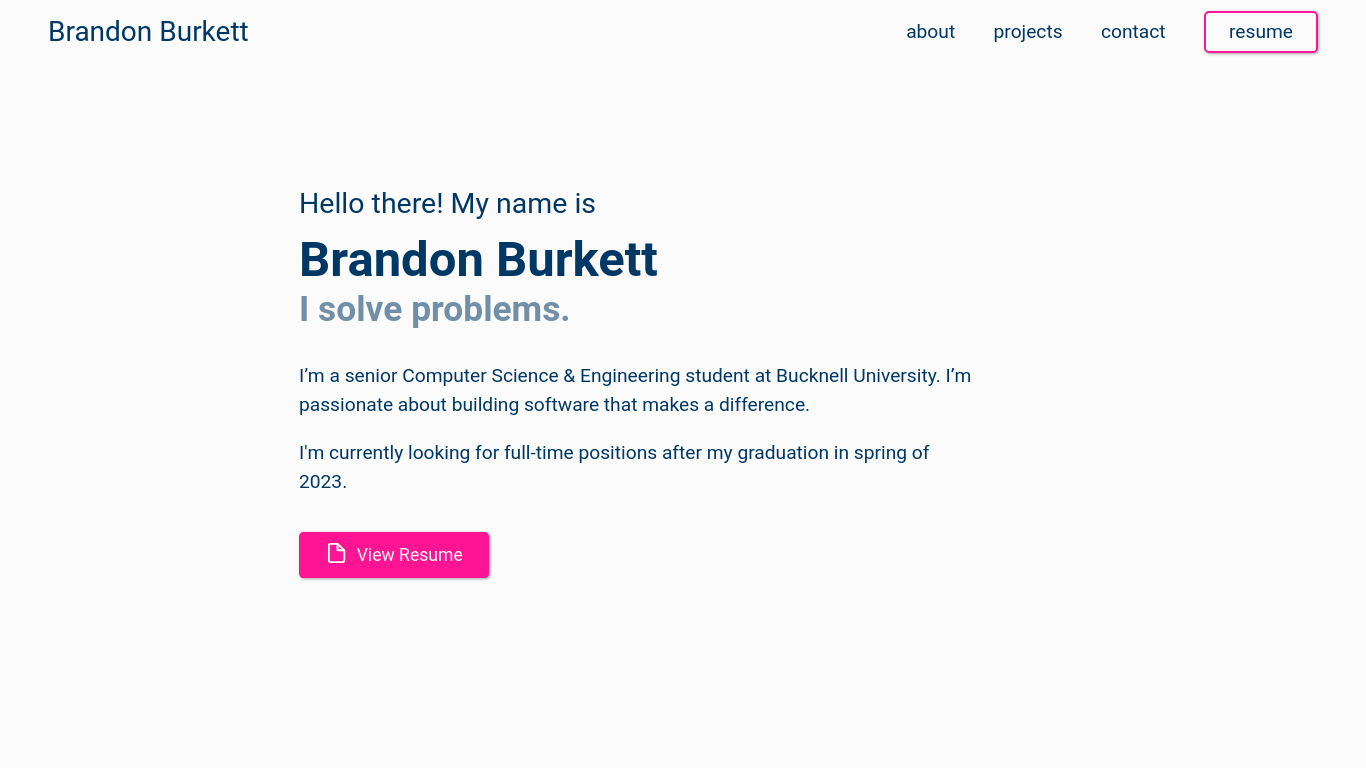 Brandon Burkett
about
projects
contact
resume
Hello there! My name is
Brandon Burkett
I solve problems.
I’m a senior Computer Science & Engineering student at Bucknell University. I’m
passionate about building software that makes a difference.
I'm currently looking for full-time positions after my graduation in spring of
2023.
View Resume